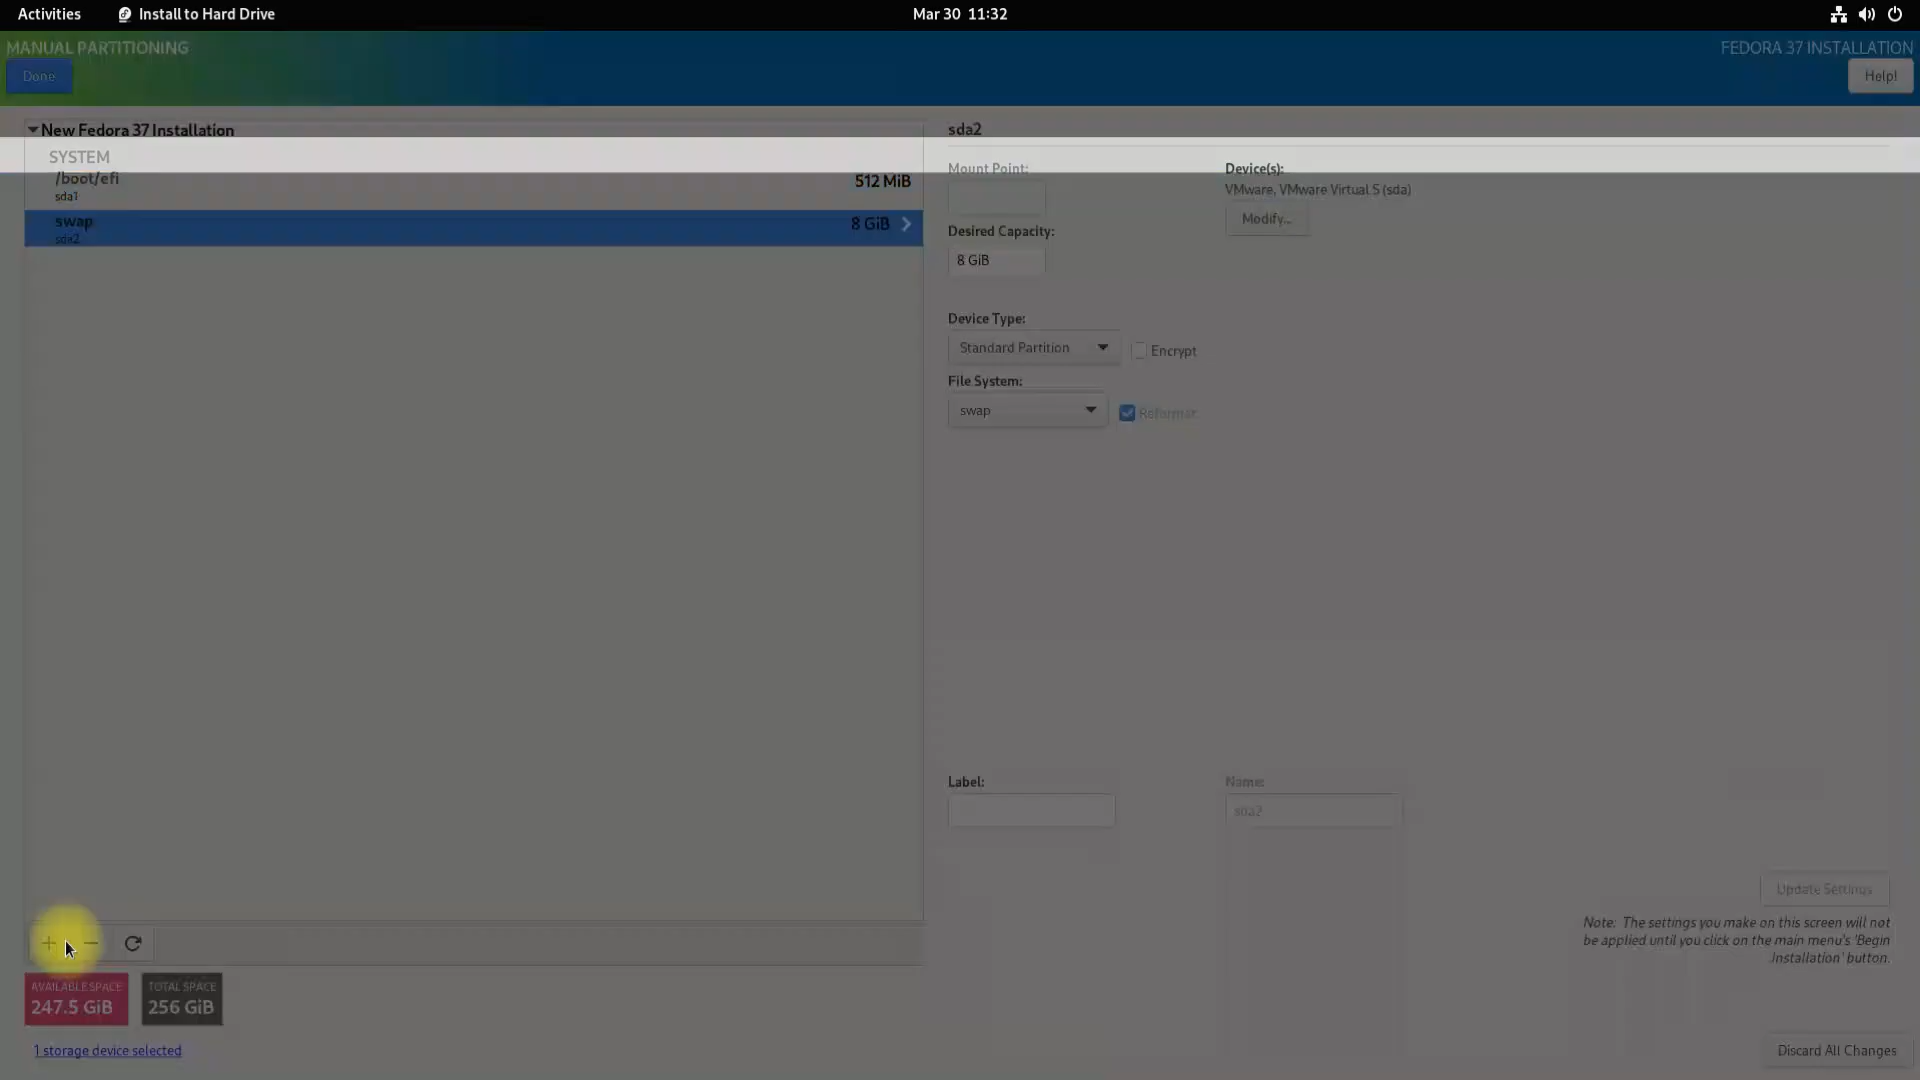 Activities Install to Hard Drive Mar 30 11:32
MANUAL PARTITIONING FEDORA 37 INSTALLATION
Done Help!
New Fedora 37 Installation
SYSTEM
/boot/efi 512 MiB
sda1
swap 8 GiB
sda2
sda2
Mount Point:
Desired Capacity:
8 GiB
Device(s):
VMware, VMware Virtual S (sda)
Modify...
Device Type:
Standard Partition Encrypt
File System:
swap Reformat
Label: Name:
sda2
Update Settings
Note: The settings you make on this screen will not
be applied until you click on the main menu's 'Begin
Installation' button.
+ −
AVAILABLE SPACE
247.5 GiB
TOTAL SPACE
256 GiB
1 storage device selected
Discard All Changes